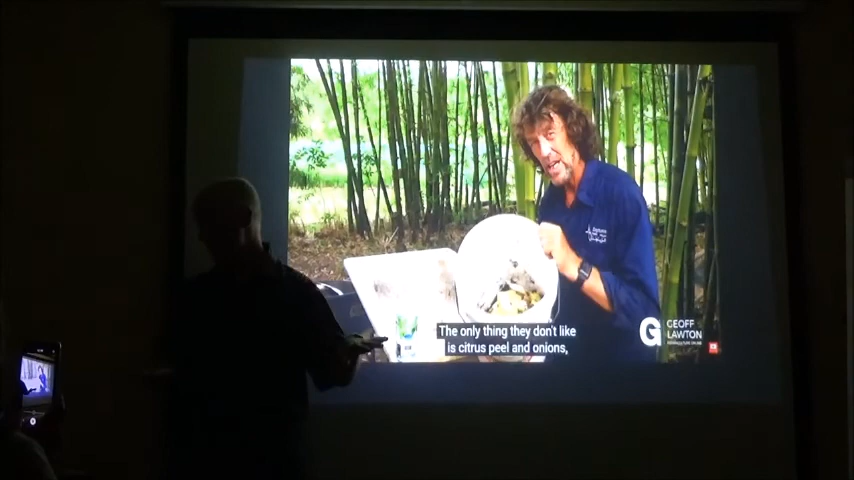 The only thing they don't like
is citrus peel and onions,
G GEOFF
LAWTON